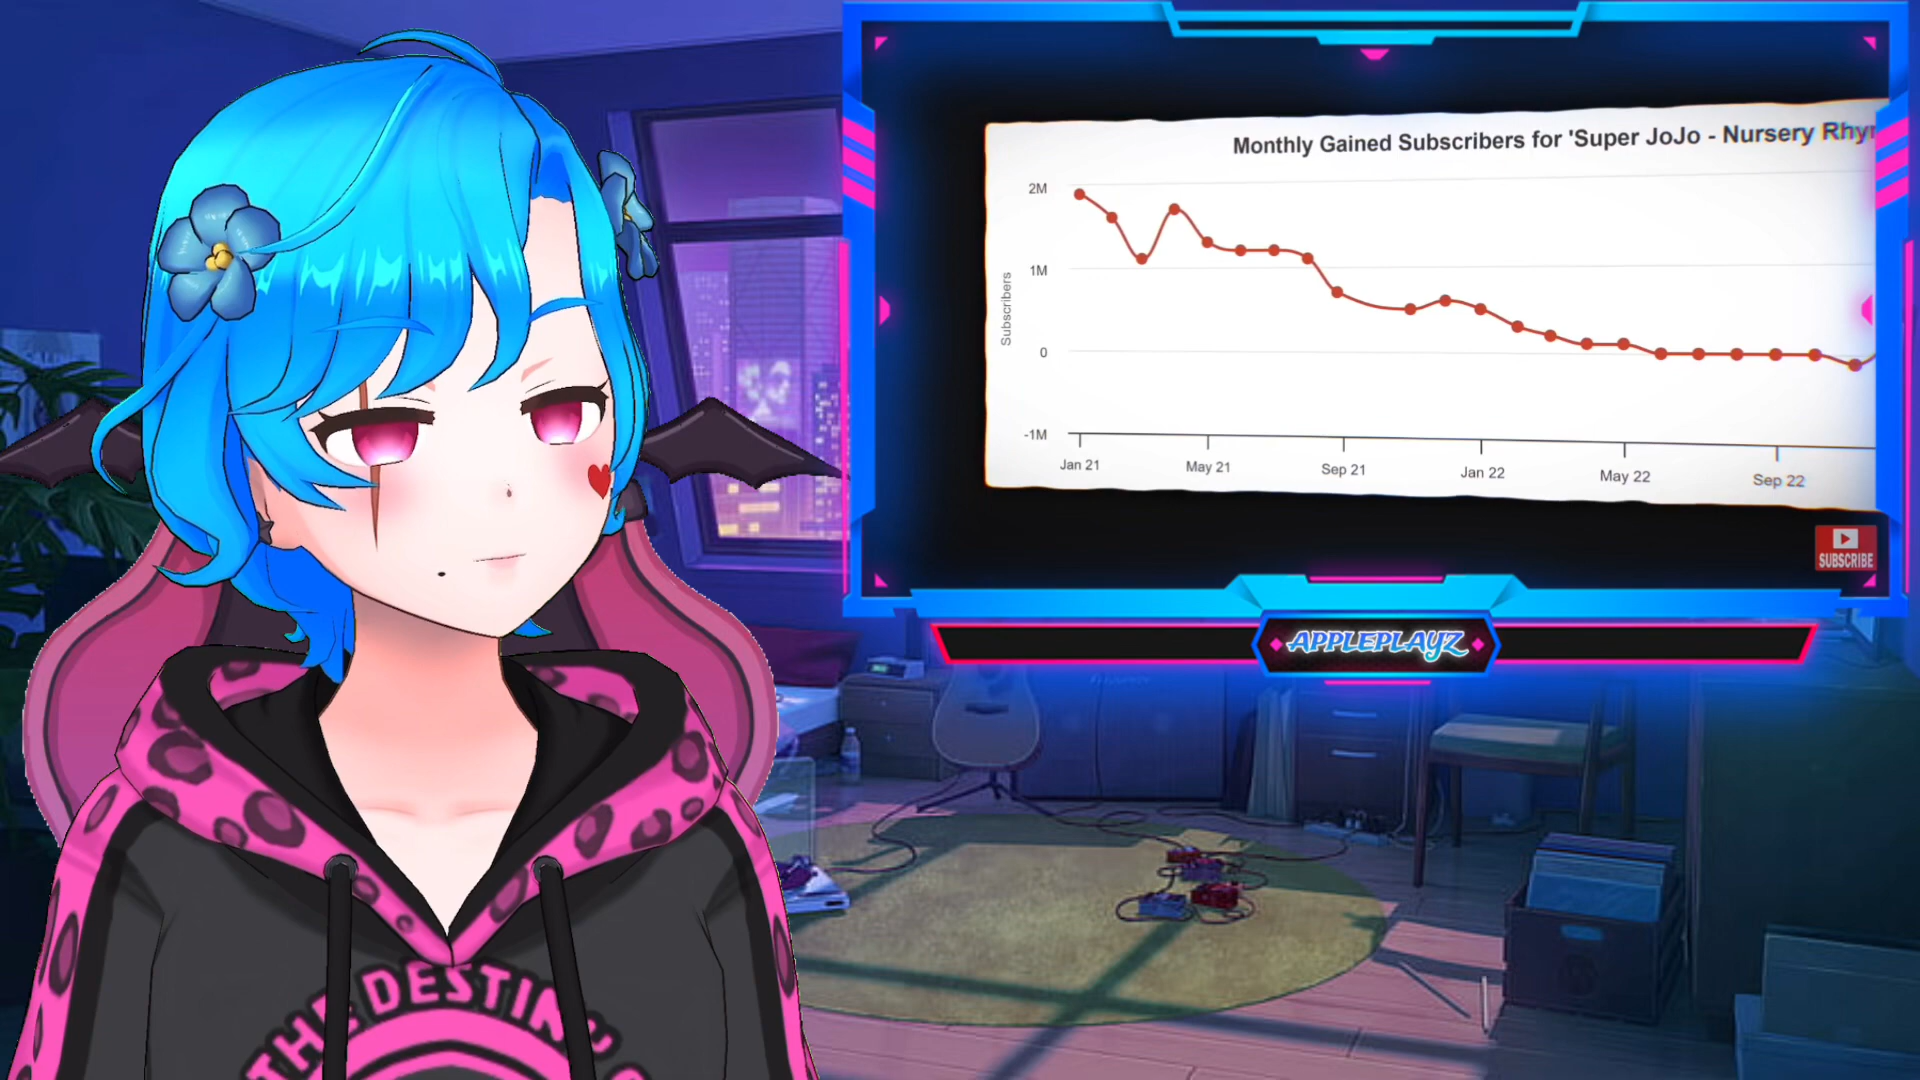 Monthly Gained Subscribers for 'Super JoJo - Nursery Rhy
2M
1M
0
-1M
Subscribers
Jan 21
May 21
Sep 21
Jan 22
May 22
Sep 22
SUBSCRIBE
APPLEPLAYZ
THE DESTIN